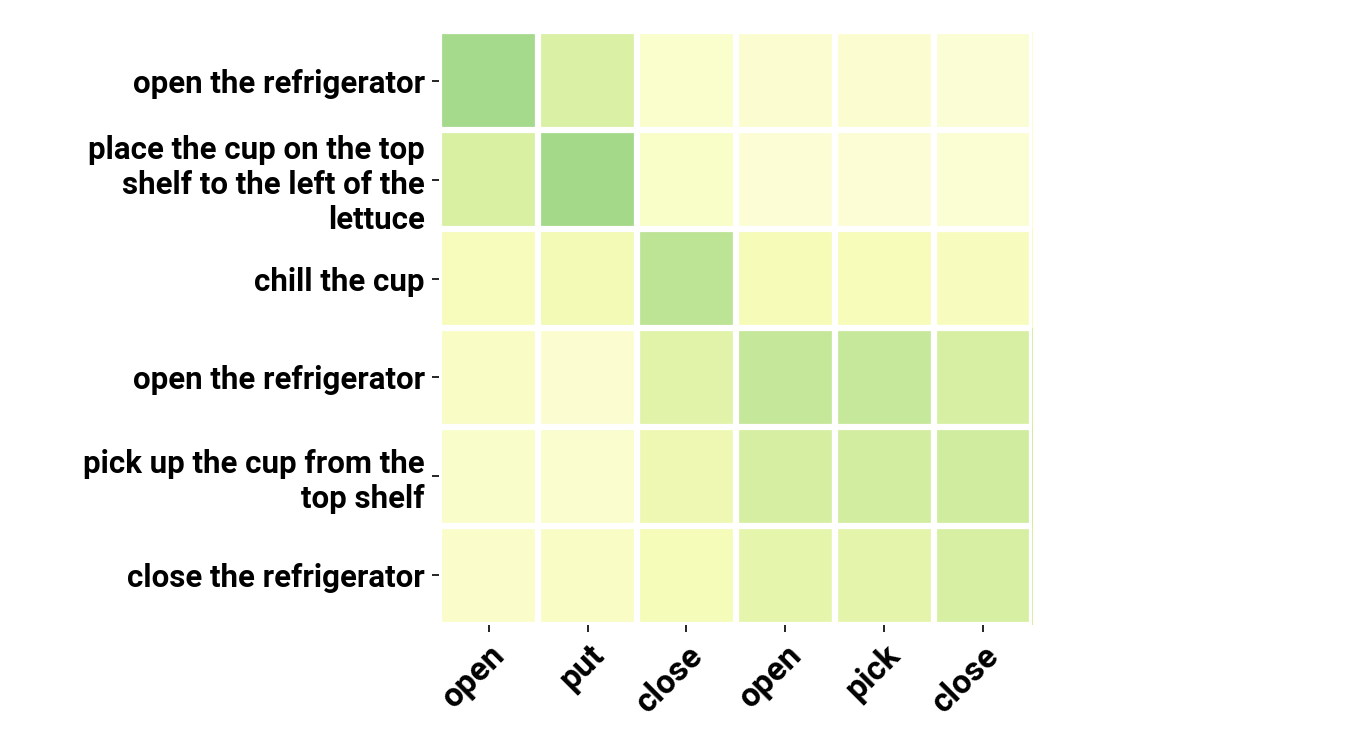 open the refrigerator
place the cup on the top
shelf to the left of the
lettuce
chill the cup
open the refrigerator
pick up the cup from the
top shelf
close the refrigerator
open
put
close
open
pick
close